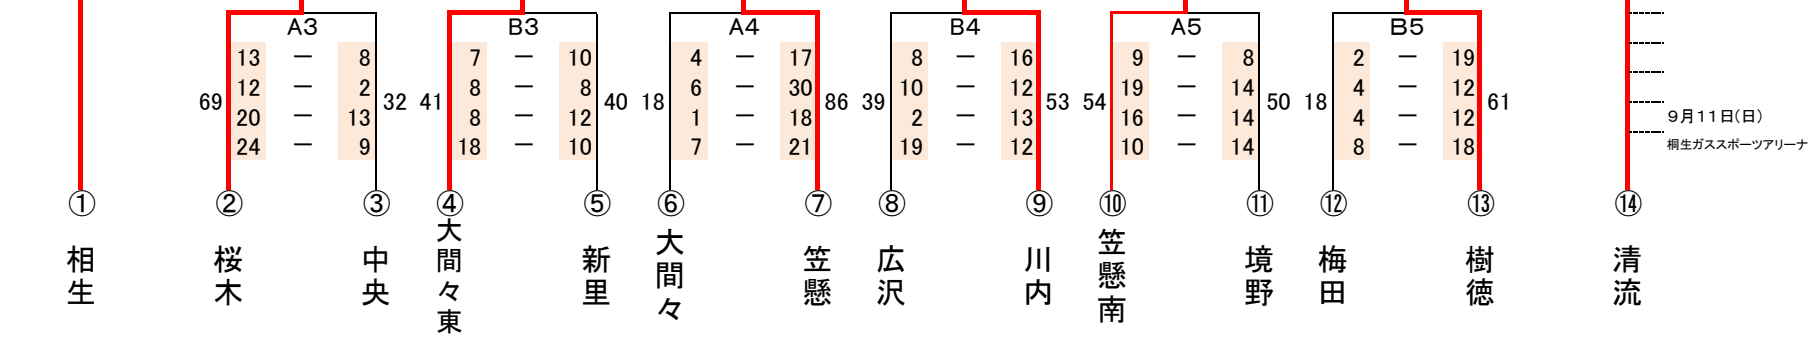 A3 B3 A4 B4 A5 B5
13 － 8 7 － 10 4 － 17 8 － 16 9 － 8 2 － 19
12 － 2 8 － 8 6 － 30 10 － 12 19 － 14 4 － 12
69 32 41 40 18 86 39 53 54 50 18 61
20 － 13 8 － 12 1 － 18 2 － 13 16 － 14 4 － 12 9月11日(日)
24 － 9 18 － 10 7 － 21 19 － 12 10 － 14 8 － 18 桐生ガススポーツアリーナ
① ② ③ ④ ⑤ ⑥ ⑦ ⑧ ⑨ ⑩ ⑪ ⑫ ⑬ ⑭
相生
桜木
中央
大間々東
新里
大間々
笠懸
広沢
川内
笠懸南
境野
梅田
樹徳
清流